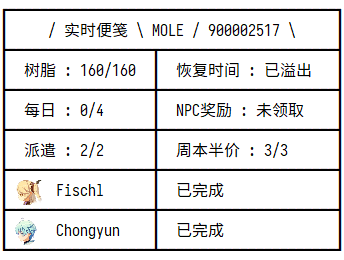 / 实时便笺 \ MOLE / 900002517 \
树脂 : 160/160 恢复时间 : 已溢出
每日 : 0/4 NPC奖励 : 未领取
派遣 : 2/2 周本半价 : 3/3
Fischl 已完成
Chongyun 已完成